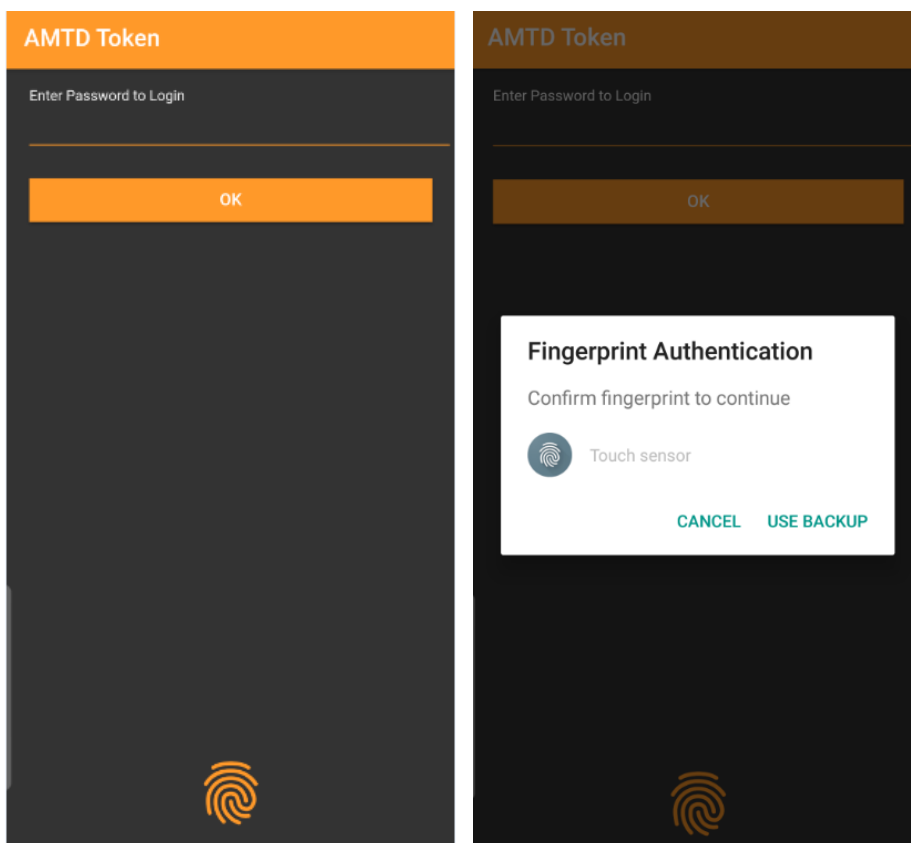 AMTD Token
Enter Password to Login
OK
AMTD Token
Enter Password to Login
OK
Fingerprint Authentication
Confirm fingerprint to continue
Touch sensor
CANCEL USE BACKUP